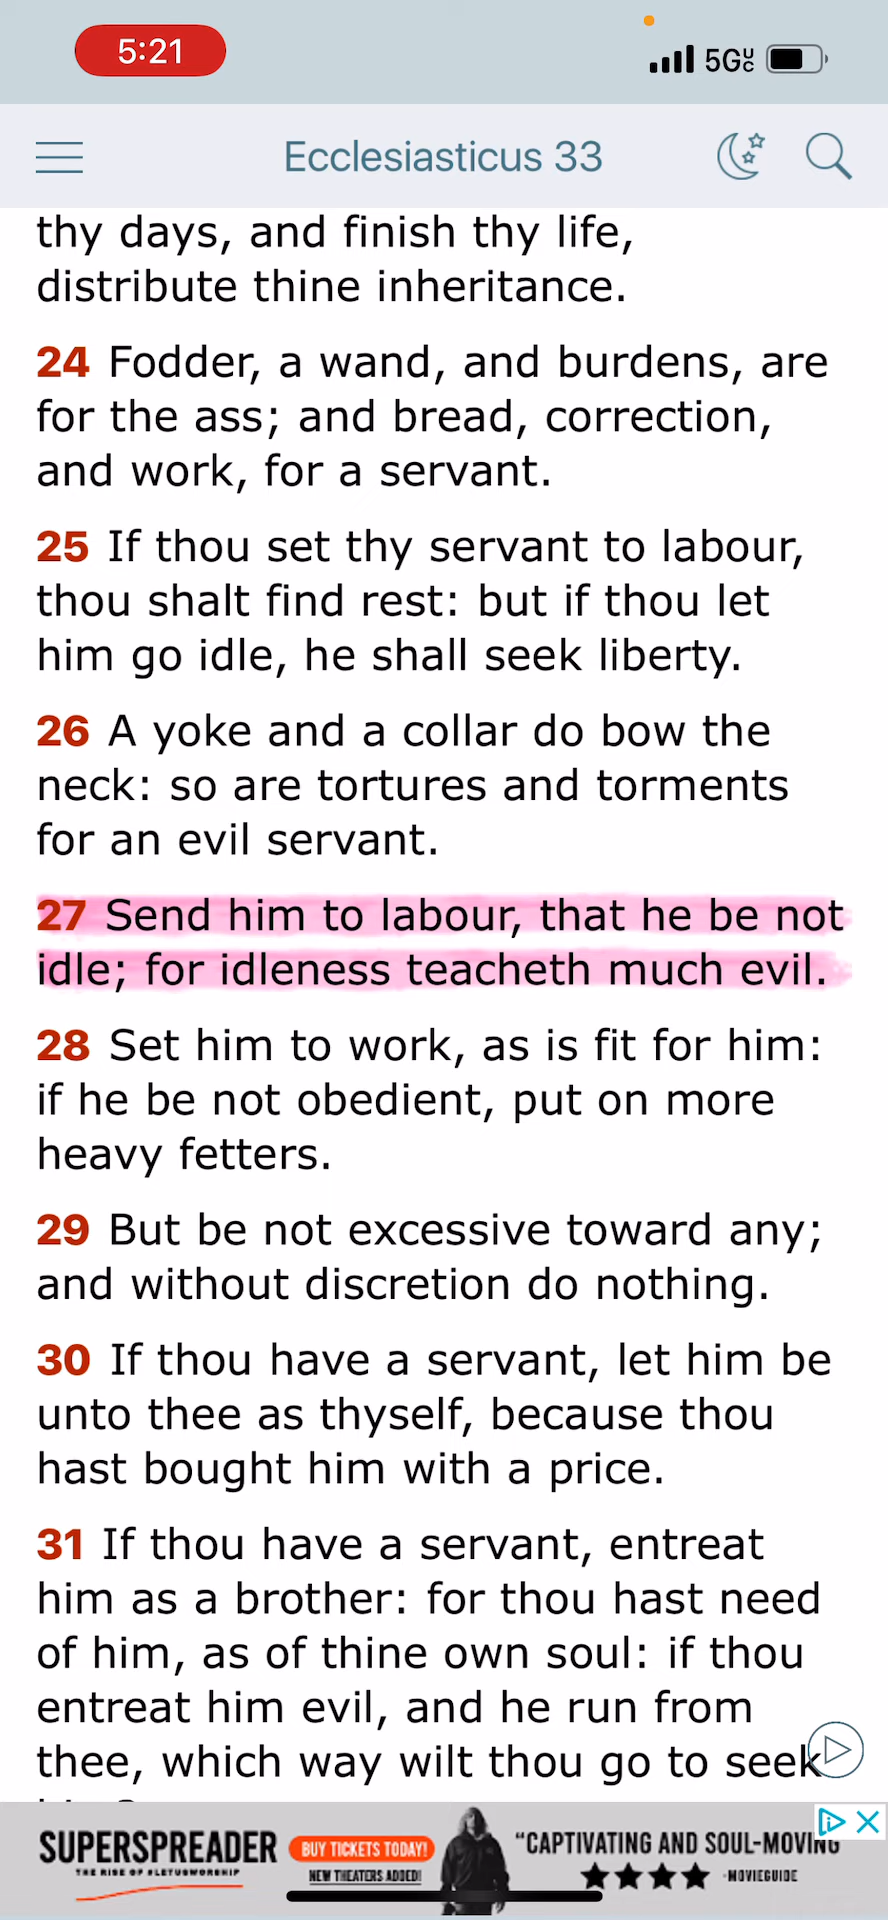 5:21
5G
Ecclesiasticus 33
thy days, and finish thy life,
distribute thine inheritance.
24 Fodder, a wand, and burdens, are
for the ass; and bread, correction,
and work, for a servant.
25 If thou set thy servant to labour,
thou shalt find rest: but if thou let
him go idle, he shall seek liberty.
26 A yoke and a collar do bow the
neck: so are tortures and torments
for an evil servant.
27 Send him to labour, that he be not
idle; for idleness teacheth much evil.
28 Set him to work, as is fit for him:
if he be not obedient, put on more
heavy fetters.
29 But be not excessive toward any;
and without discretion do nothing.
30 If thou have a servant, let him be
unto thee as thyself, because thou
hast bought him with a price.
31 If thou have a servant, entreat
him as a brother: for thou hast need
of him, as of thine own soul: if thou
entreat him evil, and he run from
thee, which way wilt thou go to seek
SUPERSPREADER
THE RISE OF #LETUSWORSHIP
BUY TICKETS TODAY!
NEW THEATERS ADDED!
"CAPTIVATING AND SOUL-MOVING
-MOVIEGUIDE